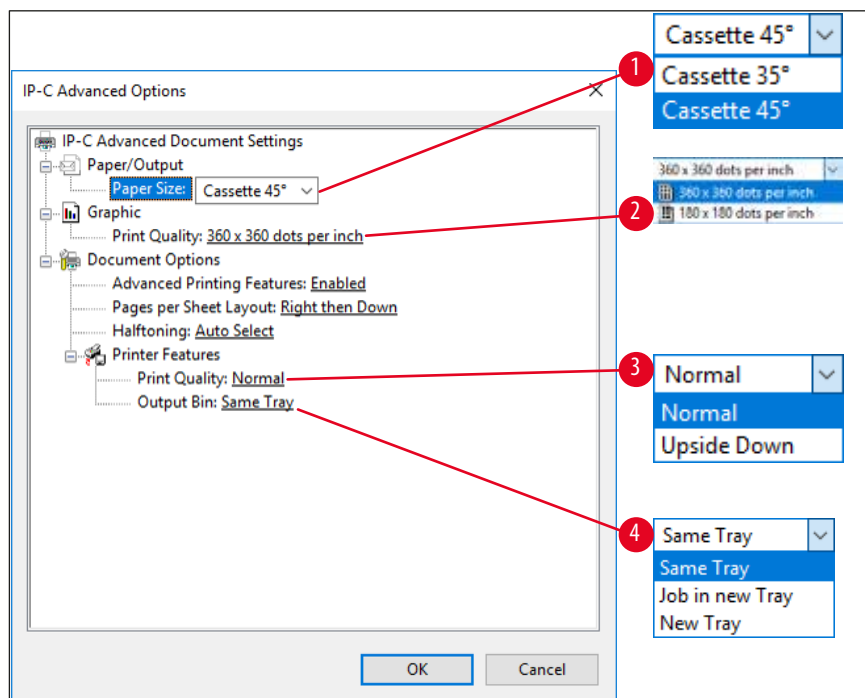 IP-C Advanced Options
IP-C Advanced Document Settings
Paper/Output
Paper Size: Cassette 45°
Graphic
Print Quality: 360 x 360 dots per inch
Document Options
Advanced Printing Features: Enabled
Pages per Sheet Layout: Right then Down
Halftoning: Auto Select
Printer Features
Print Quality: Normal
Output Bin: Same Tray
OK
Cancel
1
Cassette 45°
Cassette 35°
Cassette 45°
2
360 x 360 dots per inch
360 x 360 dots per inch
180 x 180 dots per inch
3
Normal
Normal
Upside Down
4
Same Tray
Same Tray
Job in new Tray
New Tray